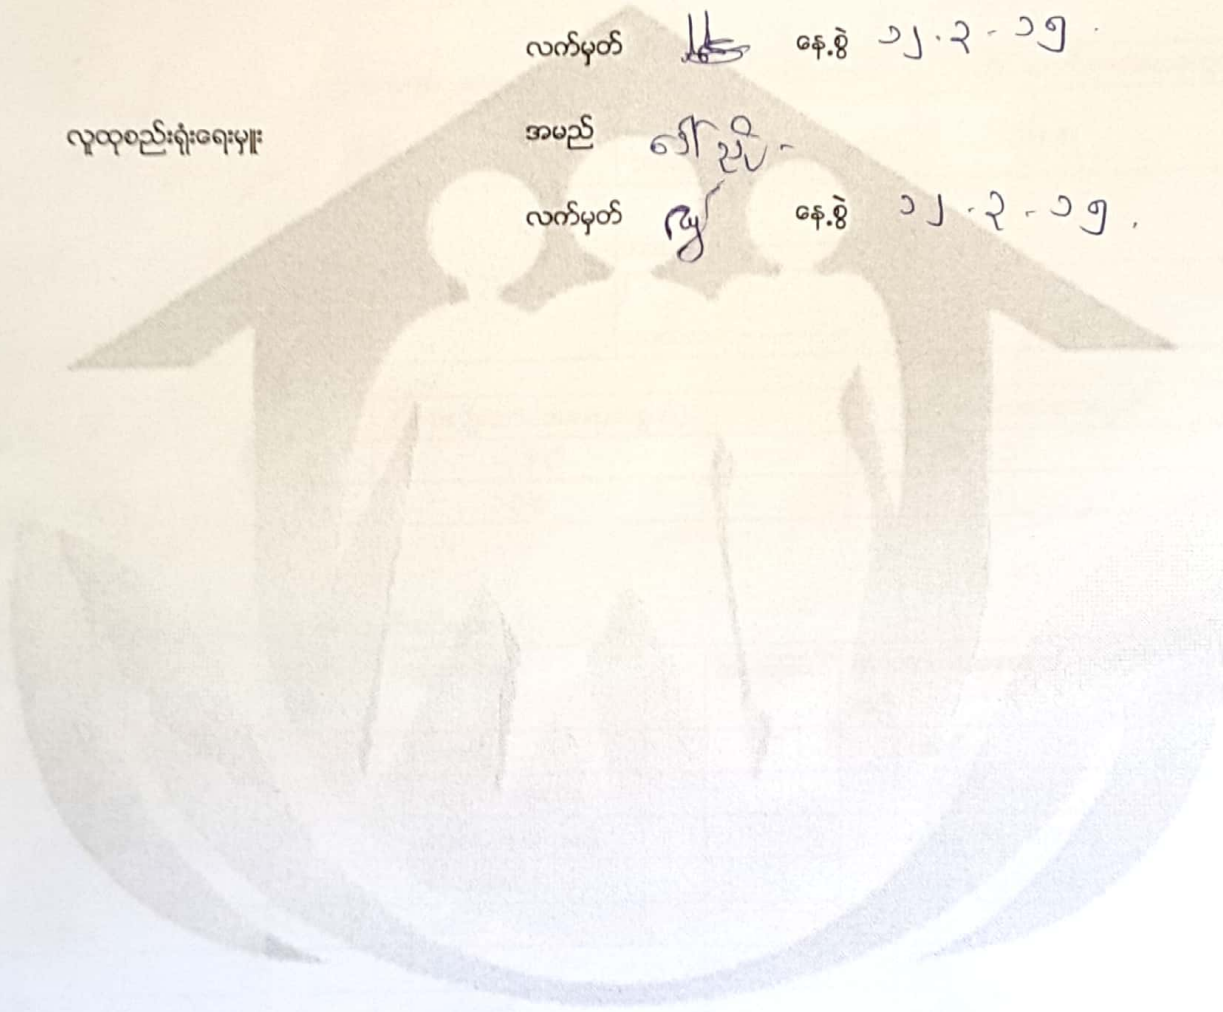 လက်မှတ် နေ့စွဲ ၁၂.၃-၁၅
လူထုစည်းရုံးရေးမှူး အမည် ဒေါ်ညို
လက်မှတ် နေ့စွဲ ၁၂.၃-၁၅.